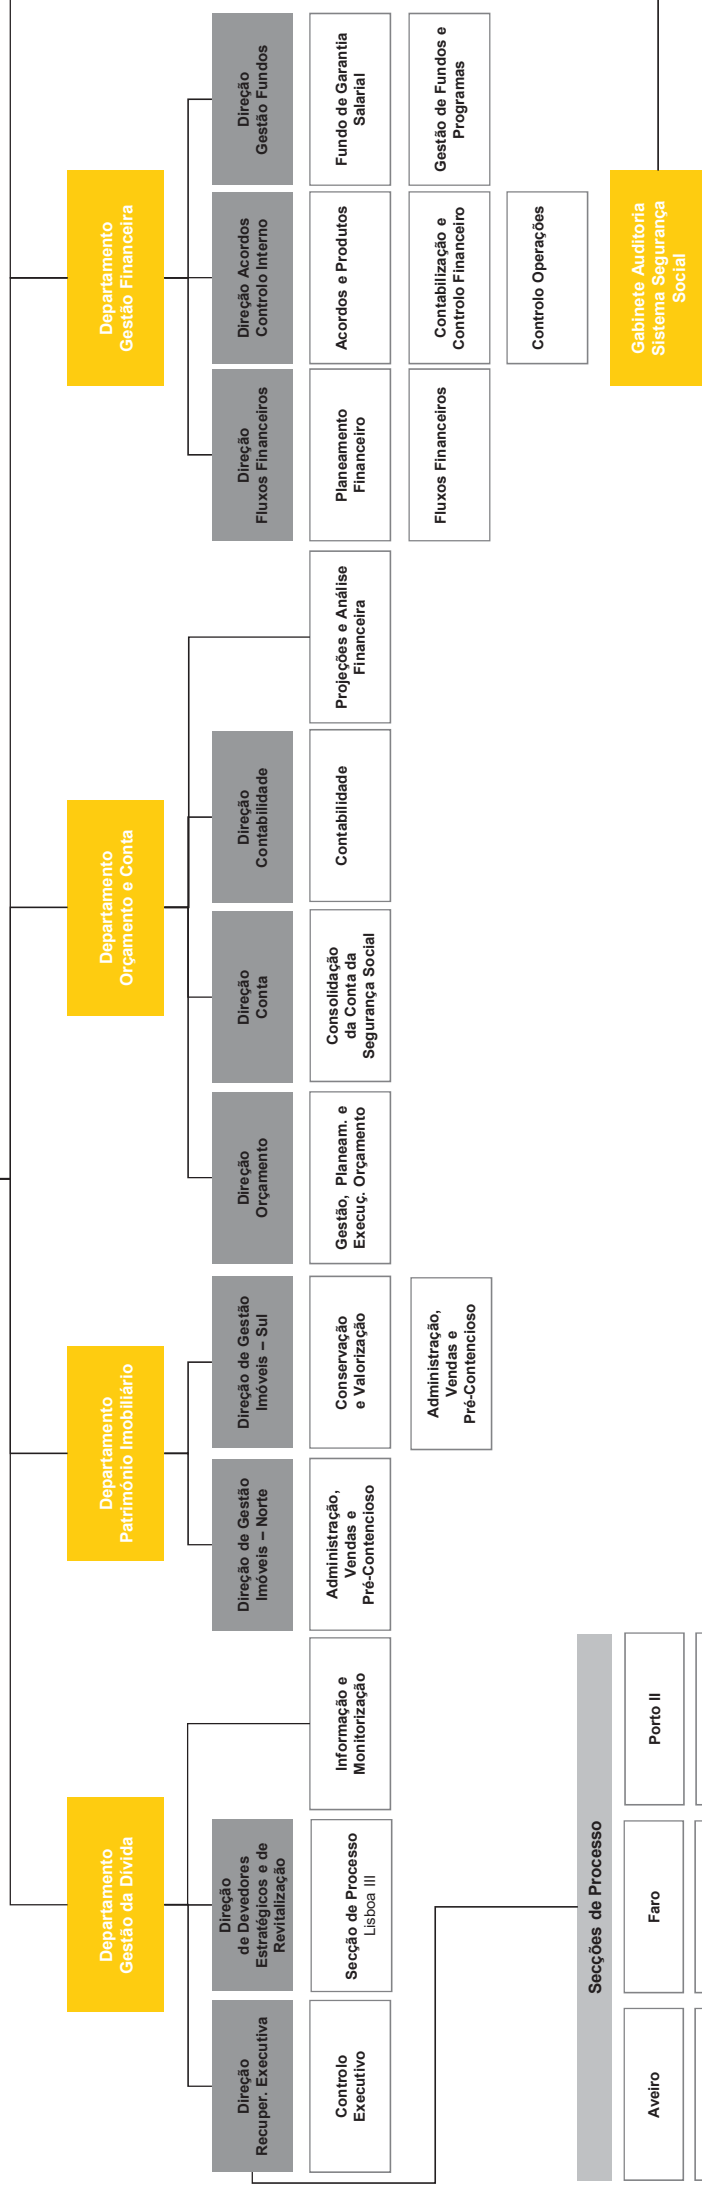 Departamento
Gestão da Dívida
Departamento
Património Imobiliário
Departamento
Orçamento e Conta
Departamento
Gestão Financeira
Direção
Recuper. Executiva
Direção
de Devedores
Estratégicos e de
Revitalização
Direção de Gestão
Imóveis – Norte
Direção de Gestão
Imóveis – Sul
Direção
Orçamento
Direção
Conta
Direção
Contabilidade
Direção
Fluxos Financeiros
Direção Acordos
Controlo Interno
Direção
Gestão Fundos
Controlo
Executivo
Secção de Processo
Lisboa III
Informação e
Monitorização
Administração,
Vendas e
Pré-Contencioso
Conservação
e Valorização
Gestão, Planeam. e
Execuç. Orçamento
Consolidação
da Conta da
Segurança Social
Contabilidade
Projeções e Análise
Financeira
Planeamento
Financeiro
Acordos e Produtos
Fundo de Garantia
Salarial
Administração,
Vendas e
Pré-Contencioso
Fluxos Financeiros
Contabilização e
Controlo Financeiro
Gestão de Fundos e
Programas
Controlo Operações
Secções de Processo
Gabinete Auditoria
Sistema Segurança
Social
Aveiro
Faro
Porto II